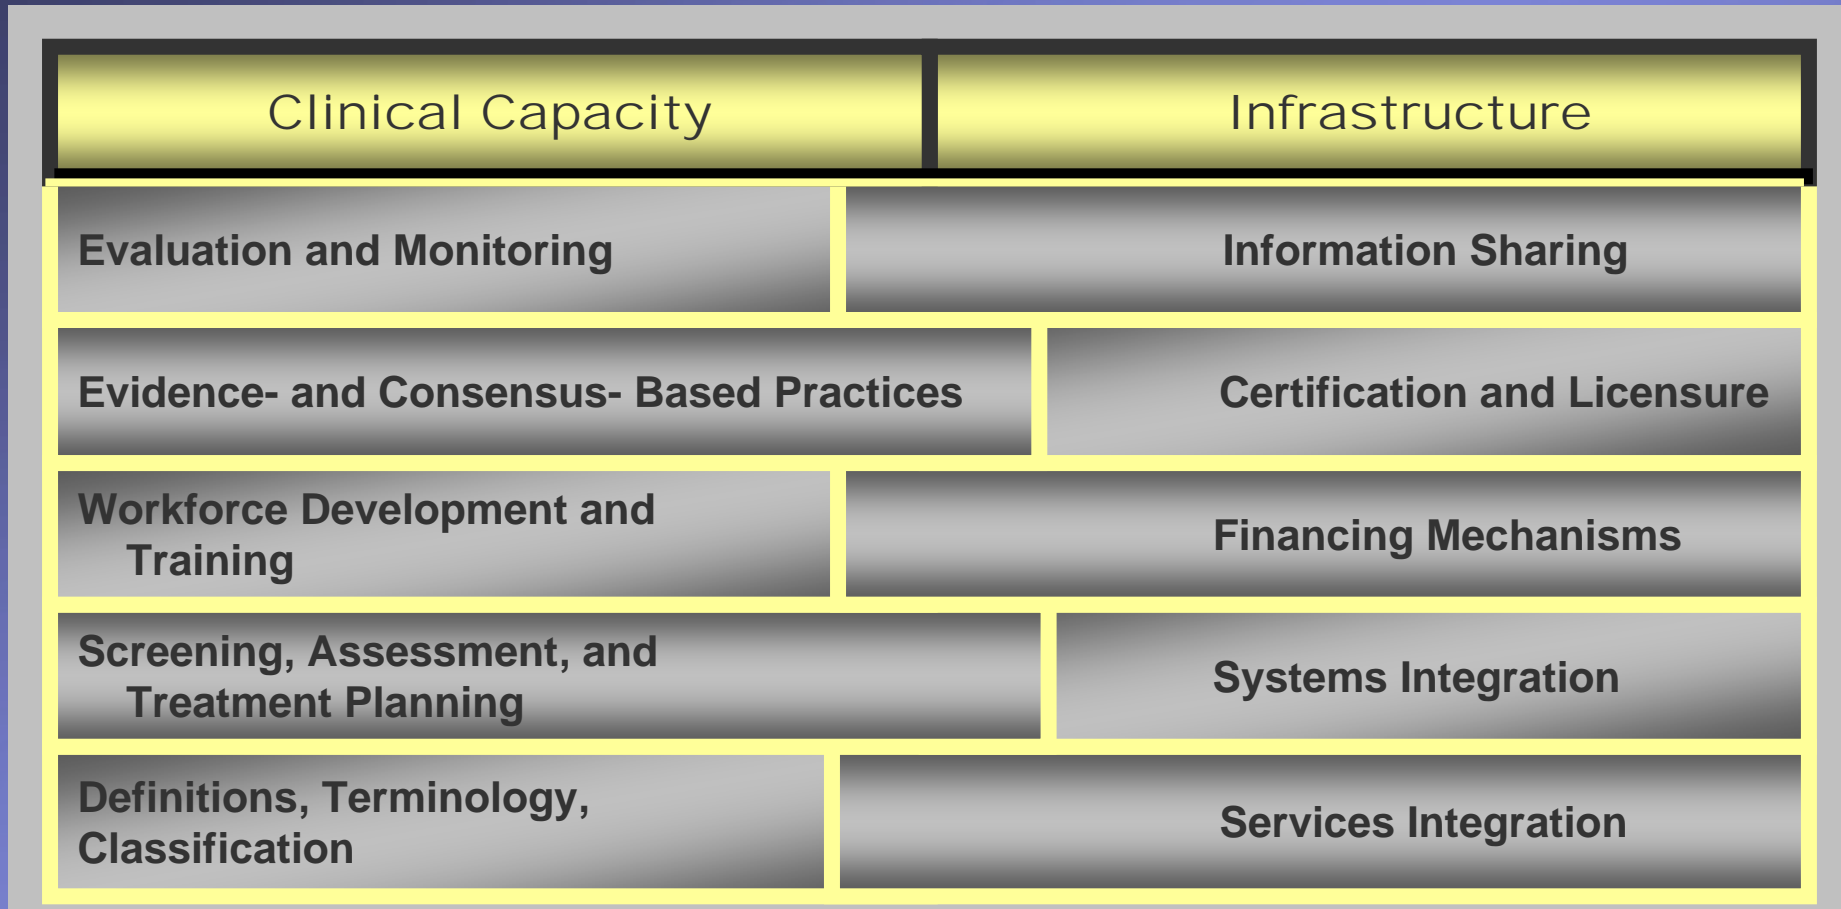 Clinical Capacity
Infrastructure
Evaluation and Monitoring
Information Sharing
Evidence- and Consensus- Based Practices
Certification and Licensure
Workforce Development and
Training
Financing Mechanisms
Screening, Assessment, and
Treatment Planning
Systems Integration
Definitions, Terminology,
Classification
Services Integration